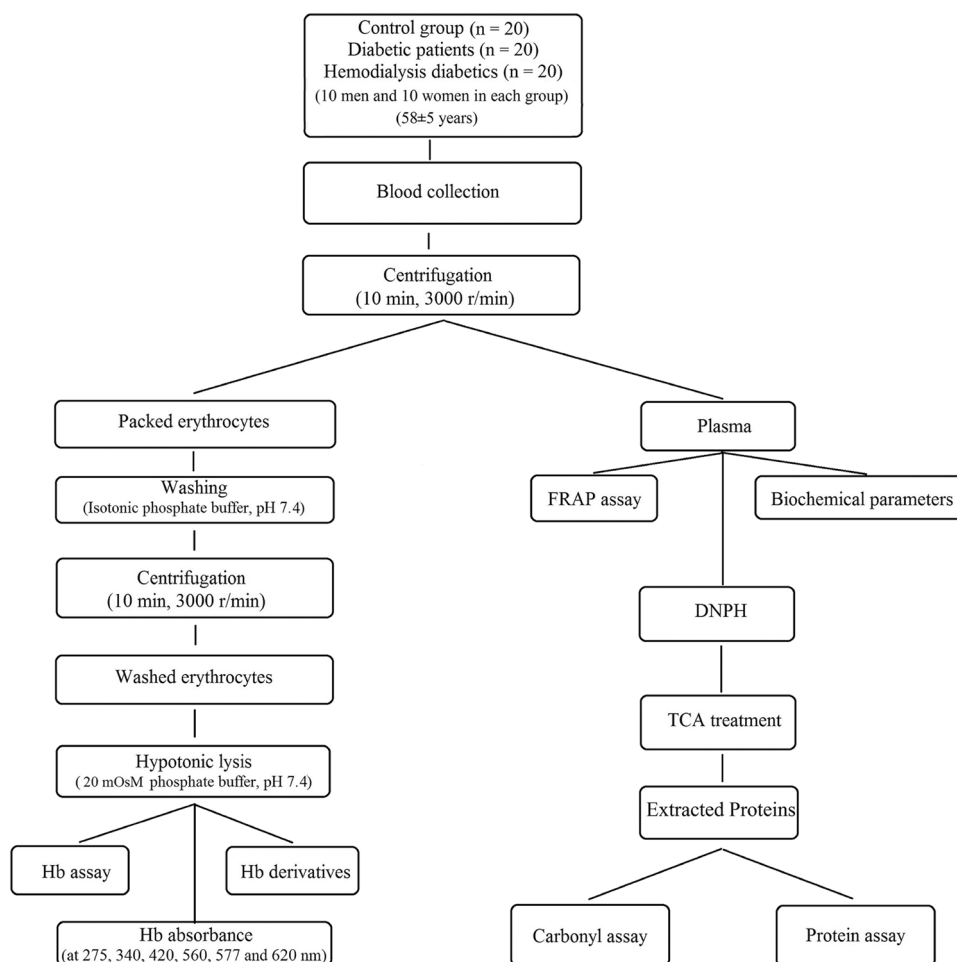 Control group (n = 20)
Diabetic patients (n = 20)
Hemodialysis diabetics (n = 20)
(10 men and 10 women in each group)
(58±5 years)
Blood collection
Centrifugation
(10 min, 3000 r/min)
Packed erythrocytes
Washing
(Isotonic phosphate buffer, pH 7.4)
Centrifugation
(10 min, 3000 r/min)
Washed erythrocytes
Hypotonic lysis
( 20 mOsM phosphate buffer, pH 7.4)
Hb assay
Hb derivatives
Hb absorbance
(at 275, 340, 420, 560, 577 and 620 nm)
Plasma
FRAP assay
Biochemical parameters
DNPH
TCA treatment
Extracted Proteins
Carbonyl assay
Protein assay